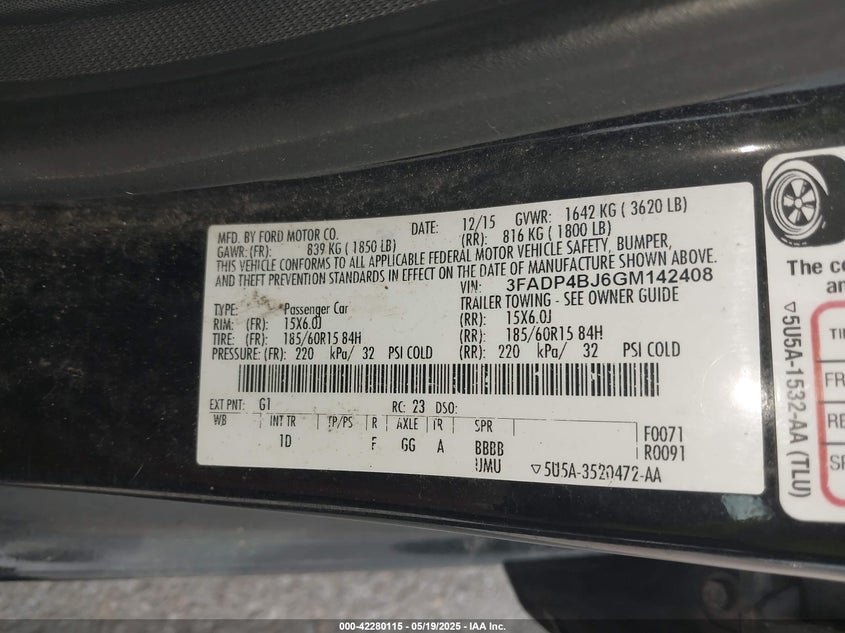 MFD. BY FORD MOTOR CO. DATE: 12/15 GVWR: 1642 KG ( 3620 LB)
GAWR: (FR): 839 KG ( 1850 LB) (RR): 816 KG ( 1800 LB)
THIS VEHICLE CONFORMS TO ALL APPLICABLE FEDERAL MOTOR VEHICLE SAFETY, BUMPER,
AND THEFT PREVENTION STANDARDS IN EFFECT ON THE DATE OF MANUFACTURE SHOWN ABOVE.
VIN: 3FADP4BJ6GM142408
TYPE: Passenger Car TRAILER TOWING - SEE OWNER GUIDE
RIM: (FR): 15X6.0J (RR): 15X6.0J
TIRE: (FR): 185/60R15 84H (RR): 185/60R15 84H
PRESSURE: (FR): 220 kPa/ 32 PSI COLD (RR): 220 kPa/ 32 PSI COLD
EXT PNT: G1 RC: 23 DSO:
WB INT TR TP/PS R AXLE TR SPR F0071
1D F GG A BBBB R0091
UMU ▽5U5A-3520472-AA
The co
an
TI
FR
RE
SP
▽5U5A-1532-AA (TLU)
000-42280115 - 05/19/2025 - IAA Inc.